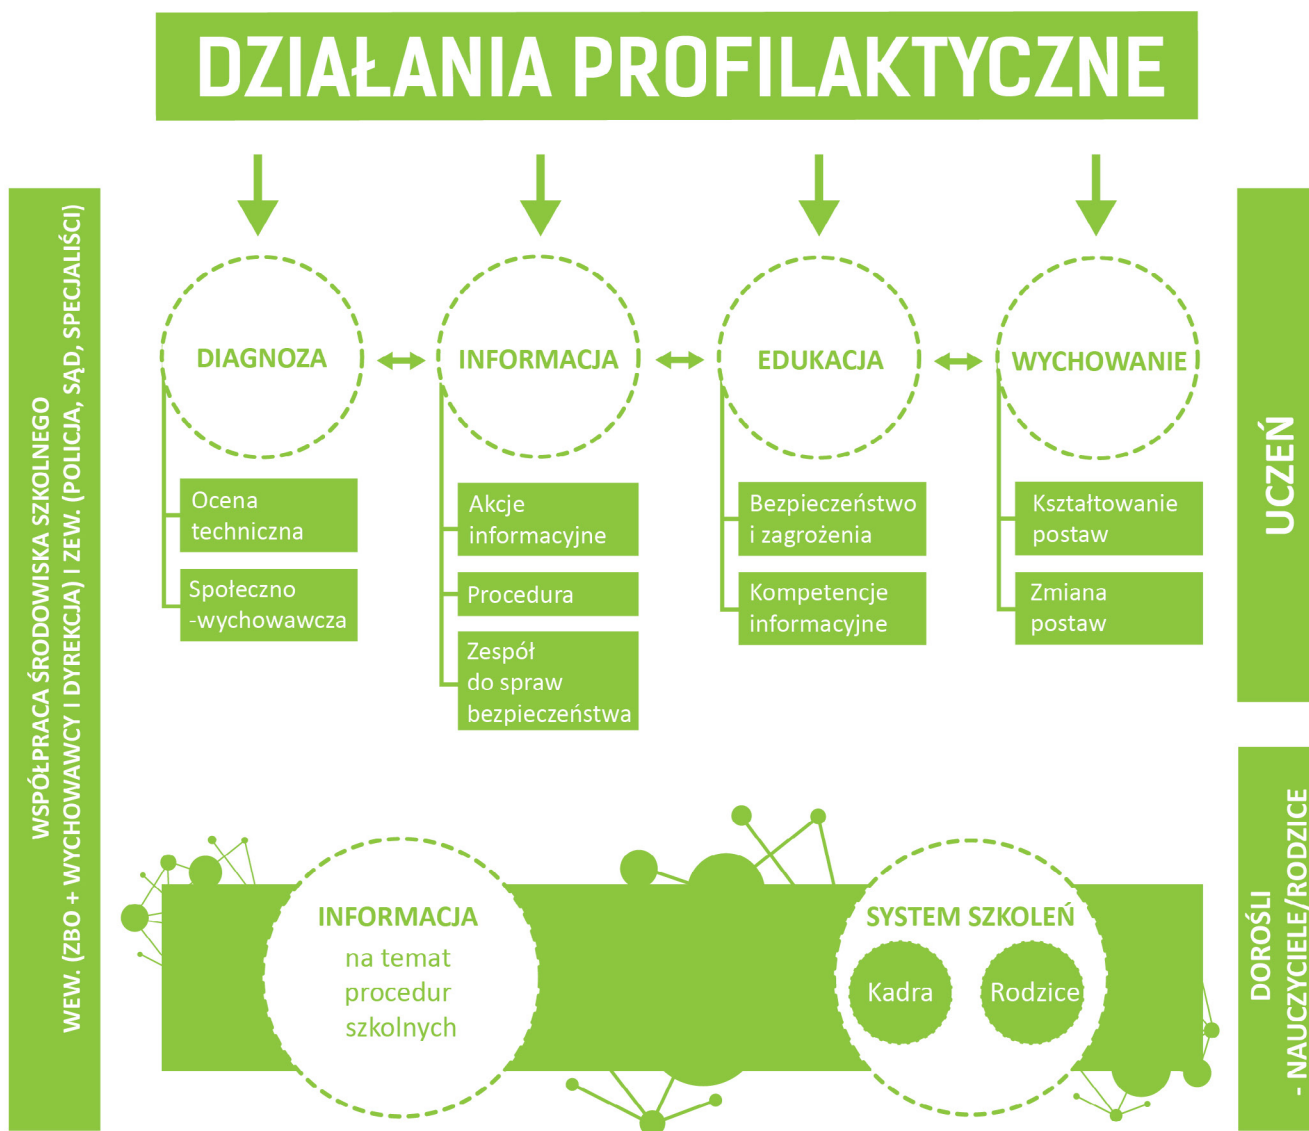 DZIAŁANIA PROFILAKTYCZNE
WSPÓŁPRACA ŚRODOWISKA SZKOLNEGO
WEW. (ZBO + WYCHOWAWCY I DYREKCJA) I ZEW. (POLICJA, SĄD, SPECJALIŚCI)
DIAGNOZA
Ocena
techniczna
Społeczno
-wychowawcza
INFORMACJA
Akcje
informacyjne
Procedura
Zespół
do spraw
bezpieczeństwa
EDUKACJA
Bezpieczeństwo
i zagrożenia
Kompetencje
informacyjne
WYCHOWANIE
Kształtowanie
postaw
Zmiana
postaw
UCZEŃ
INFORMACJA
na temat
procedur
szkolnych
SYSTEM SZKOLEŃ
Kadra
Rodzice
DOROŚLI
- NAUCZYCIELE/RODZICE